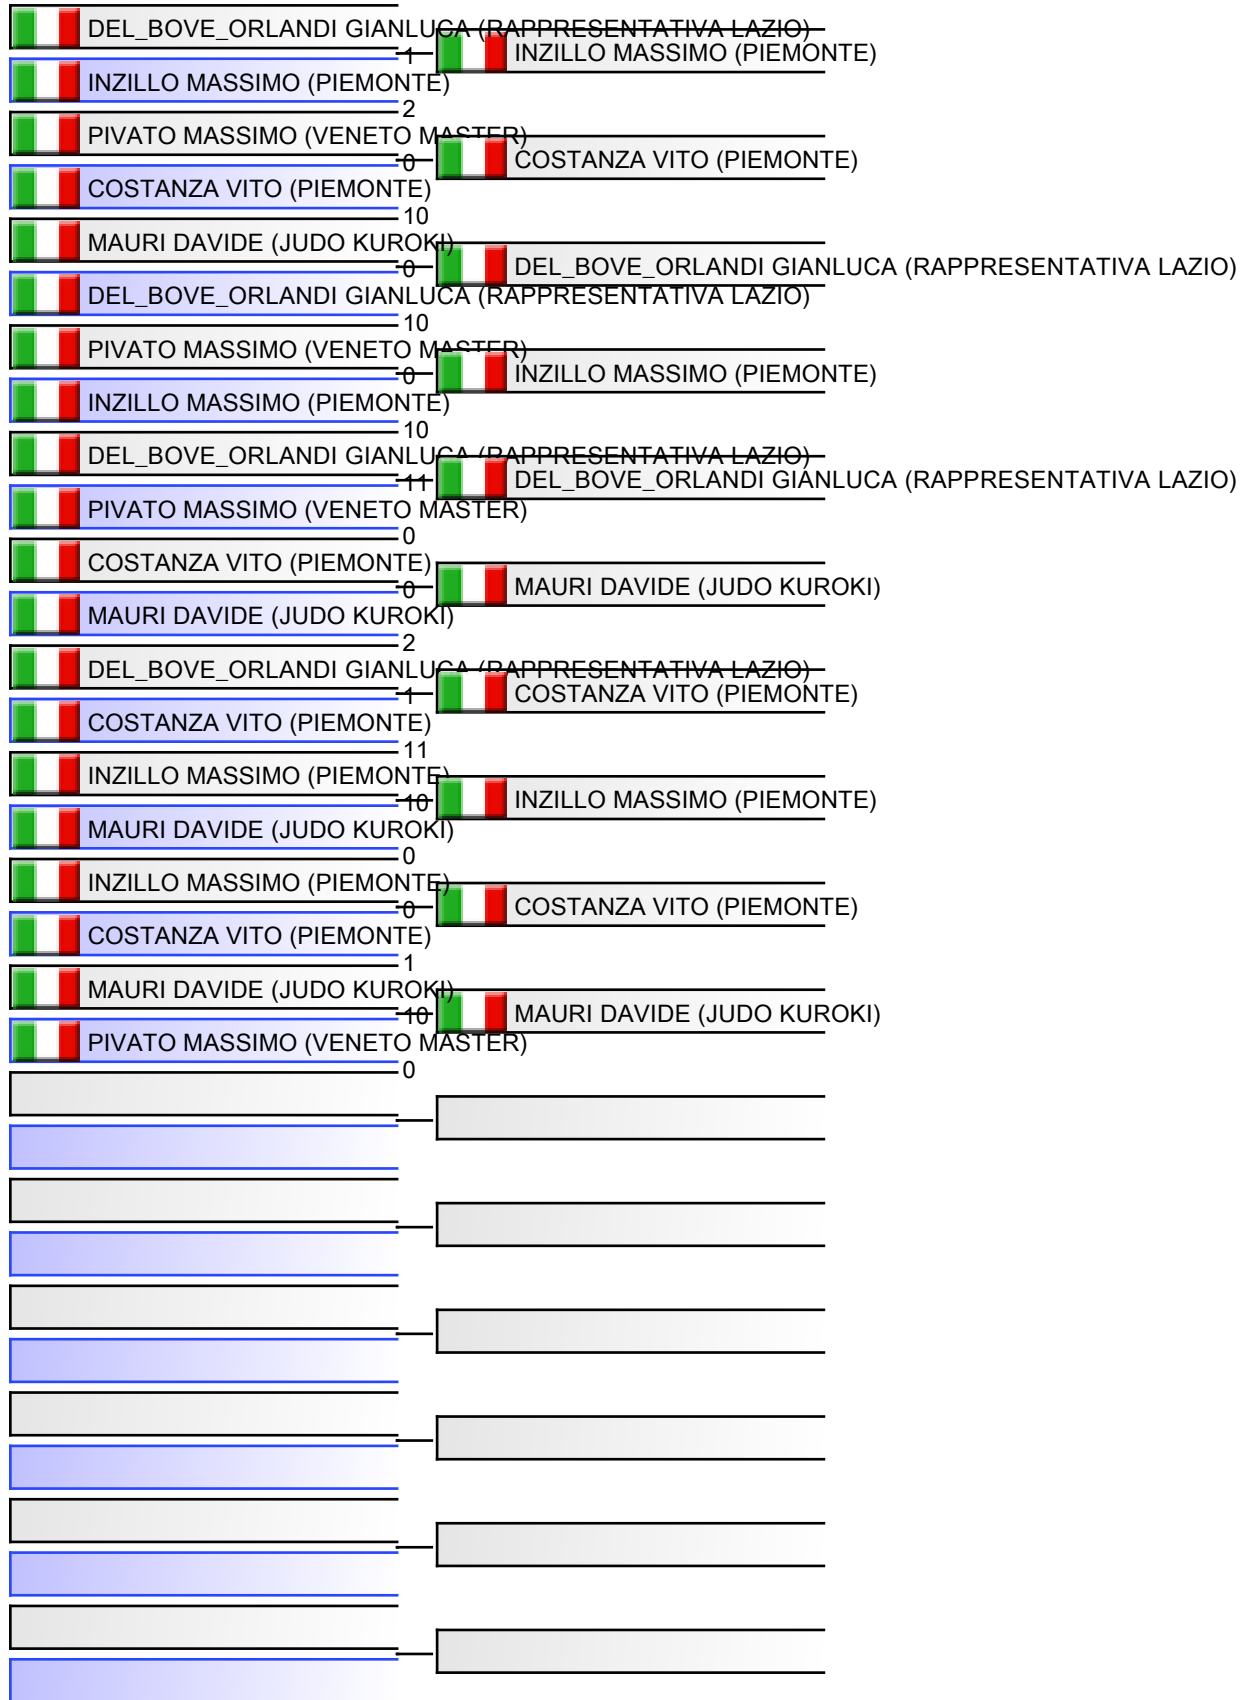 DEL_BOVE_ORLANDI GIANLUCA (RAPPRESENTATIVA LAZIO)
1
INZILLO MASSIMO (PIEMONTE)
INZILLO MASSIMO (PIEMONTE)
2
PIVATO MASSIMO (VENETO MASTER)
0
COSTANZA VITO (PIEMONTE)
COSTANZA VITO (PIEMONTE)
10
MAURI DAVIDE (JUDO KUROKI)
0
DEL_BOVE_ORLANDI GIANLUCA (RAPPRESENTATIVA LAZIO)
DEL_BOVE_ORLANDI GIANLUCA (RAPPRESENTATIVA LAZIO)
10
PIVATO MASSIMO (VENETO MASTER)
0
INZILLO MASSIMO (PIEMONTE)
INZILLO MASSIMO (PIEMONTE)
10
DEL_BOVE_ORLANDI GIANLUCA (RAPPRESENTATIVA LAZIO)
11
DEL_BOVE_ORLANDI GIANLUCA (RAPPRESENTATIVA LAZIO)
PIVATO MASSIMO (VENETO MASTER)
0
COSTANZA VITO (PIEMONTE)
0
MAURI DAVIDE (JUDO KUROKI)
MAURI DAVIDE (JUDO KUROKI)
2
DEL_BOVE_ORLANDI GIANLUCA (RAPPRESENTATIVA LAZIO)
1
COSTANZA VITO (PIEMONTE)
COSTANZA VITO (PIEMONTE)
11
INZILLO MASSIMO (PIEMONTE)
10
INZILLO MASSIMO (PIEMONTE)
MAURI DAVIDE (JUDO KUROKI)
0
INZILLO MASSIMO (PIEMONTE)
0
COSTANZA VITO (PIEMONTE)
COSTANZA VITO (PIEMONTE)
1
MAURI DAVIDE (JUDO KUROKI)
10
MAURI DAVIDE (JUDO KUROKI)
PIVATO MASSIMO (VENETO MASTER)
0